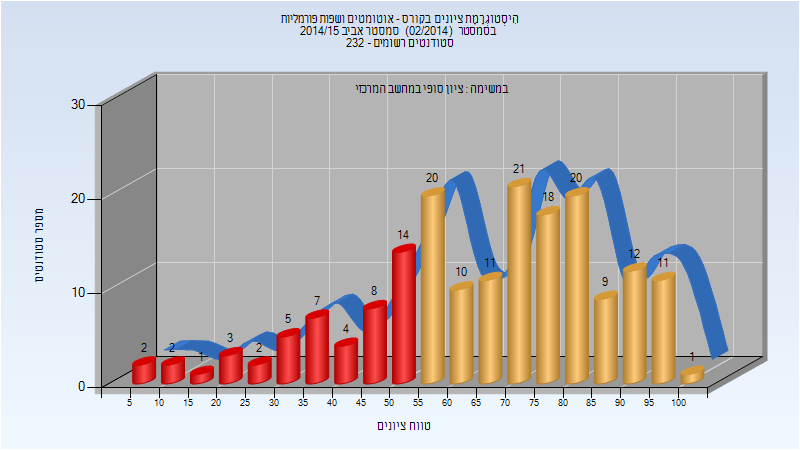 היסטוגרמת ציונים בקורס - אוטומטים ושפות פורמליות
בסמסטר (02/2014) סמסטר אביב 2014/15
סטודנטים רשומים - 232
במשימה : ציון סופי במחשב המרכזי
30
20
10
0
מספר סטודנטים
2 2 1 3 2 5 7 4 8 14 20 10 11 21 18 20 9 12 11 1
5 10 15 20 25 30 35 40 45 50 55 60 65 70 75 80 85 90 95 100
טווח ציונים